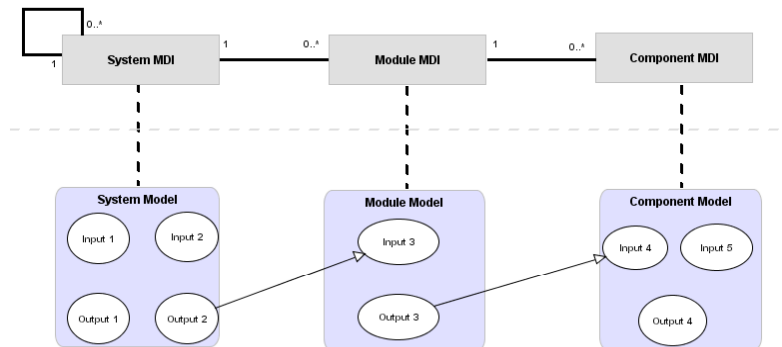 0..*
1
System MDI
1
0..*
Module MDI
1
0..*
Component MDI
System Model
Module Model
Component Model
Input 1
Input 2
Input 3
Input 4
Input 5
Output 1
Output 2
Output 3
Output 4